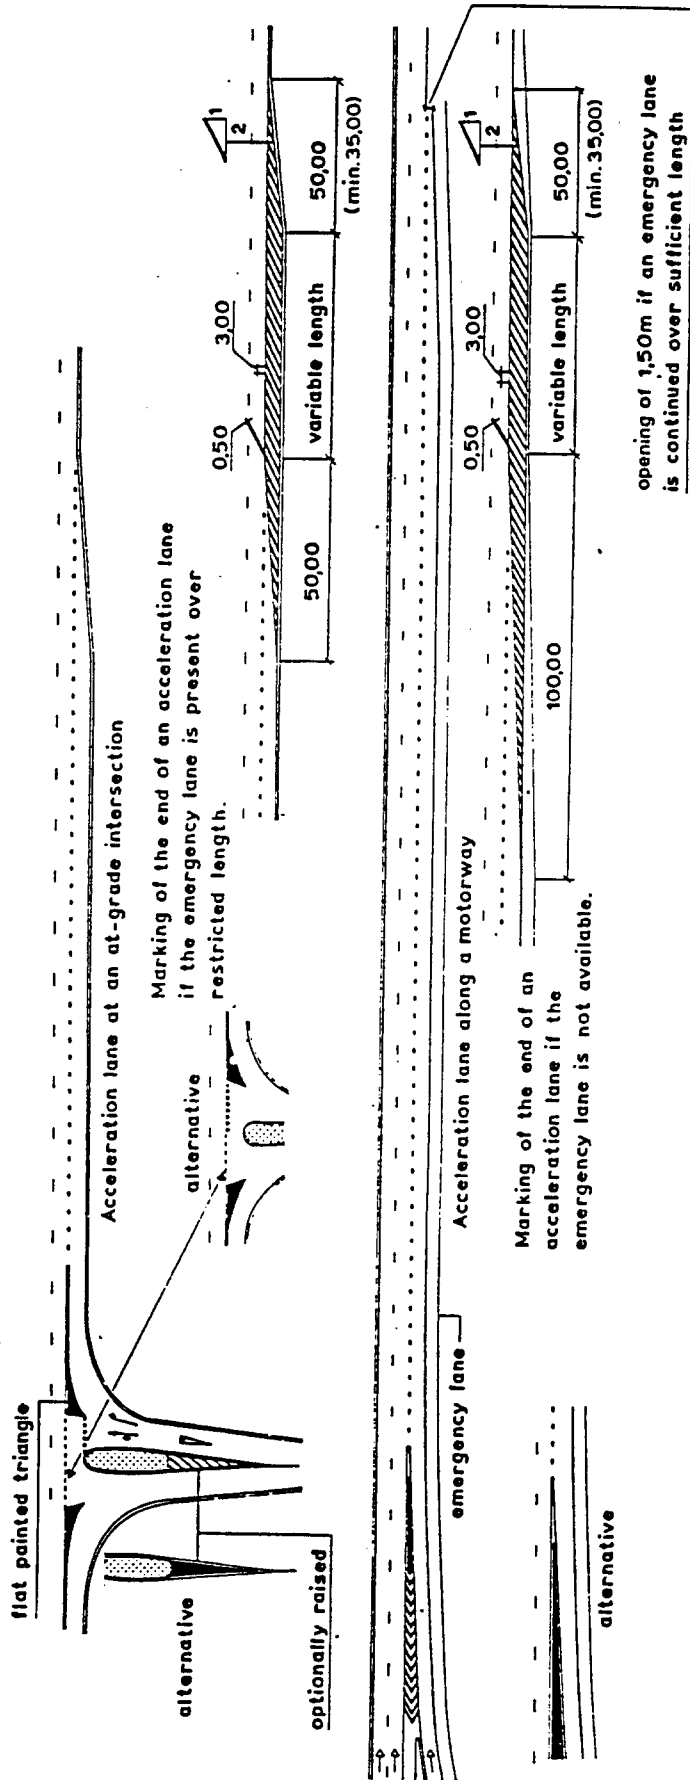 flat painted triangle
Acceleration lane at an at-grade intersection
alternative
optionally raised
alternative
Marking of the end of an acceleration lane
if the emergency lane is present over
restricted length.
0,50
3,00
1
2
50,00
variable length
50,00
(min.35,00)
emergency lane
Acceleration lane along a motorway
alternative
Marking of the end of an
acceleration lane if the
emergency lane is not available.
0,50
3,00
1
2
100,00
variable length
50,00
(min.35,00)
opening of 1,50m if an emergency lane
is continued over sufficient length